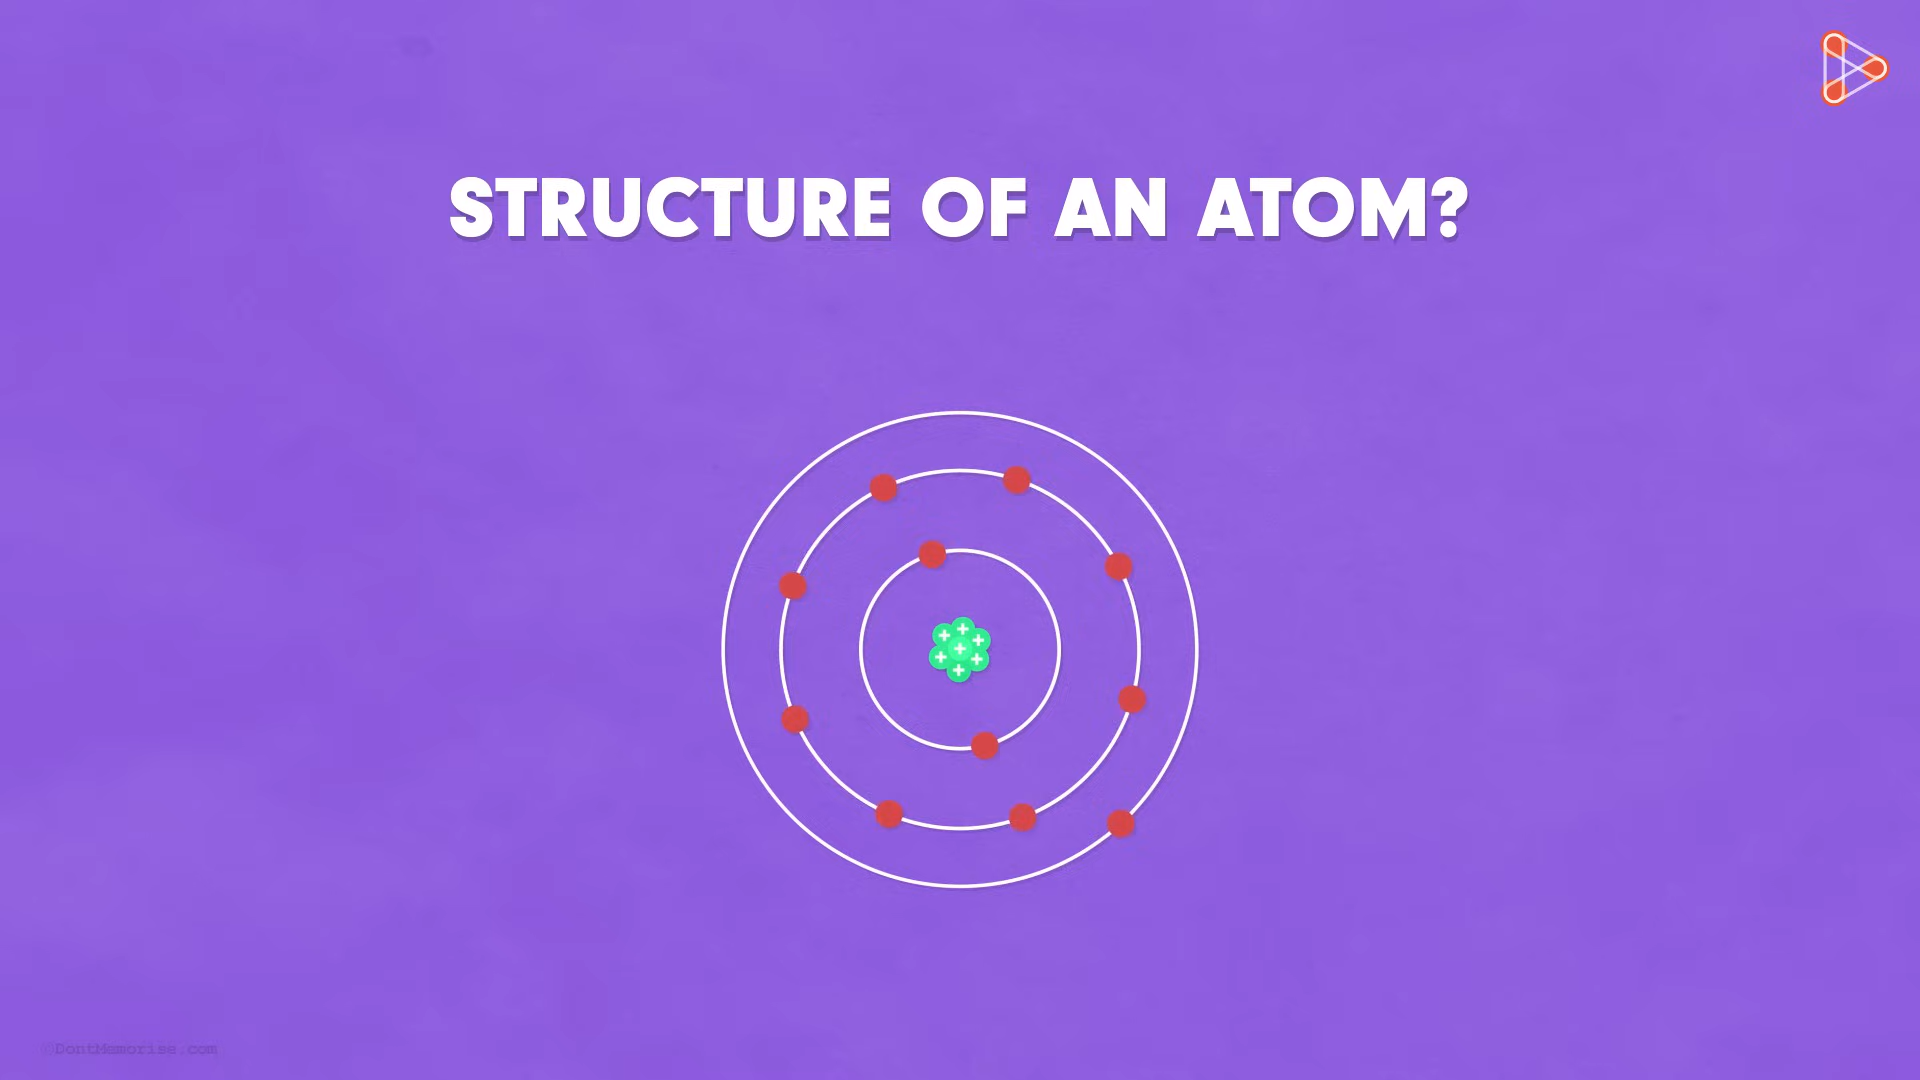 STRUCTURE OF AN ATOM?
+ + + + + + +
©DontMemorise.com